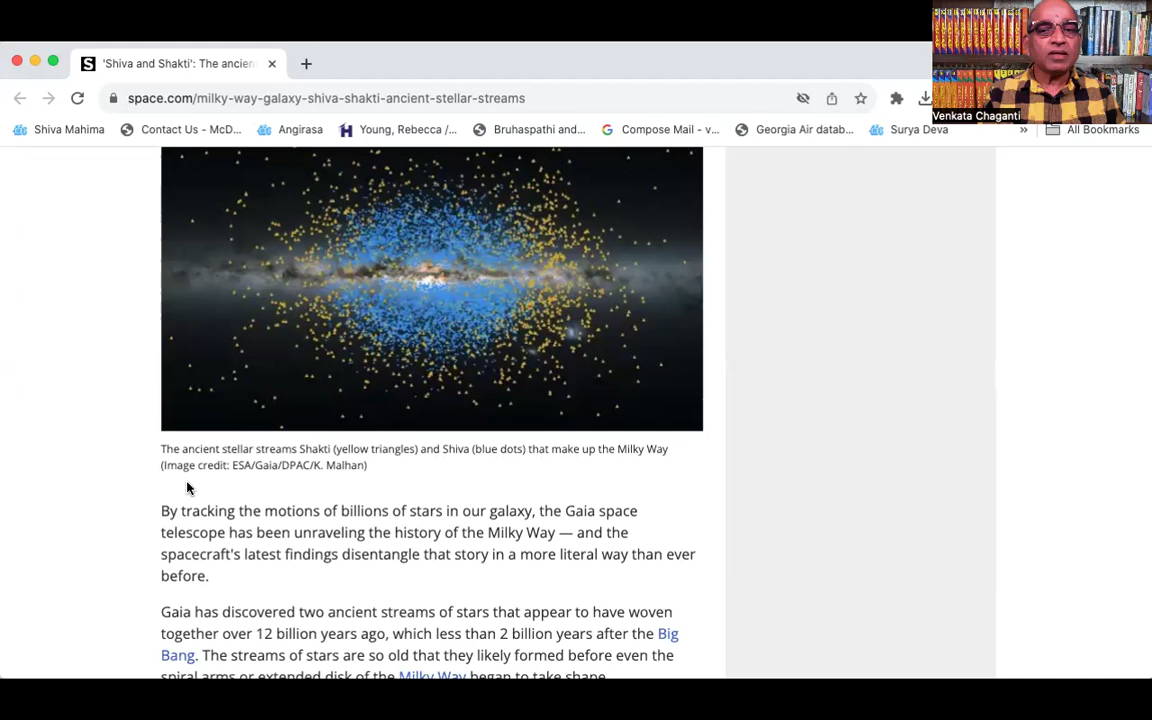 'Shiva and Shakti': The ancien
space.com/milky-way-galaxy-shiva-shakti-ancient-stellar-streams
Shiva Mahima
Contact Us - McD...
Angirasa
Young, Rebecca /...
Bruhaspathi and...
Compose Mail - v...
Georgia Air datab...
Surya Deva
»
All Bookmarks
Venkata Chaganti
The ancient stellar streams Shakti (yellow triangles) and Shiva (blue dots) that make up the Milky Way
(Image credit: ESA/Gaia/DPAC/K. Malhan)
By tracking the motions of billions of stars in our galaxy, the Gaia space
telescope has been unraveling the history of the Milky Way — and the
spacecraft's latest findings disentangle that story in a more literal way than ever
before.
Gaia has discovered two ancient streams of stars that appear to have woven
together over 12 billion years ago, which less than 2 billion years after the Big
Bang. The streams of stars are so old that they likely formed before even the
spiral arms or extended disk of the Milky Way began to take shape.